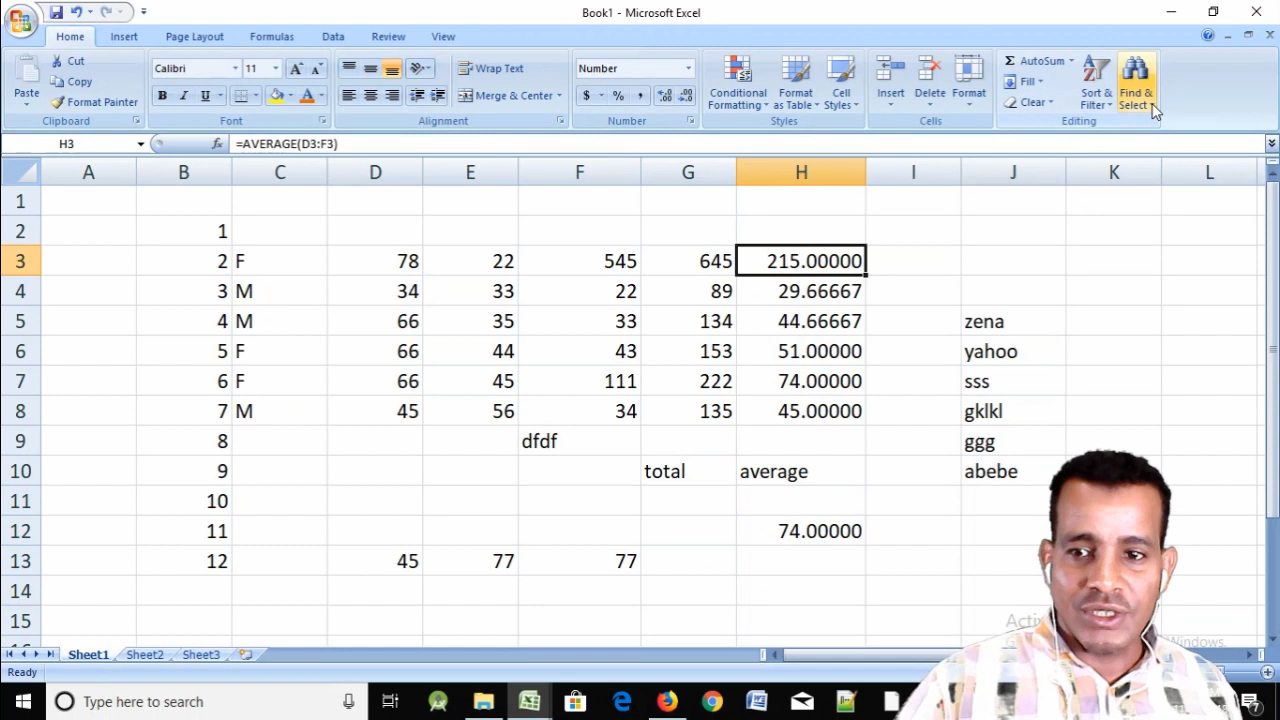 Book1 - Microsoft Excel
Home Insert Page Layout Formulas Data Review View
Paste
Cut
Copy
Format Painter
Clipboard
Calibri 11
B I U
Font
Wrap Text
Merge & Center
Alignment
Number
$ % ,
Number
Conditional Formatting
Format as Table
Cell Styles
Styles
Insert Delete Format
Cells
Σ AutoSum
Fill
Clear
Sort & Filter
Find & Select
Editing
H3 fx =AVERAGE(D3:F3)
A B C D E F G H I J K L
1
2 1
3 2 F 78 22 545 645 215.00000
4 3 M 34 33 22 89 29.66667
5 4 M 66 35 33 134 44.66667 zena
6 5 F 66 44 43 153 51.00000 yahoo
7 6 F 66 45 111 222 74.00000 sss
8 7 M 45 56 34 135 45.00000 gklkl
9 8 dfdf ggg
10 9 total average abebe
11 10
12 11 74.00000
13 12 45 77 77
14
15
Sheet1 Sheet2 Sheet3
Ready
Type here to search